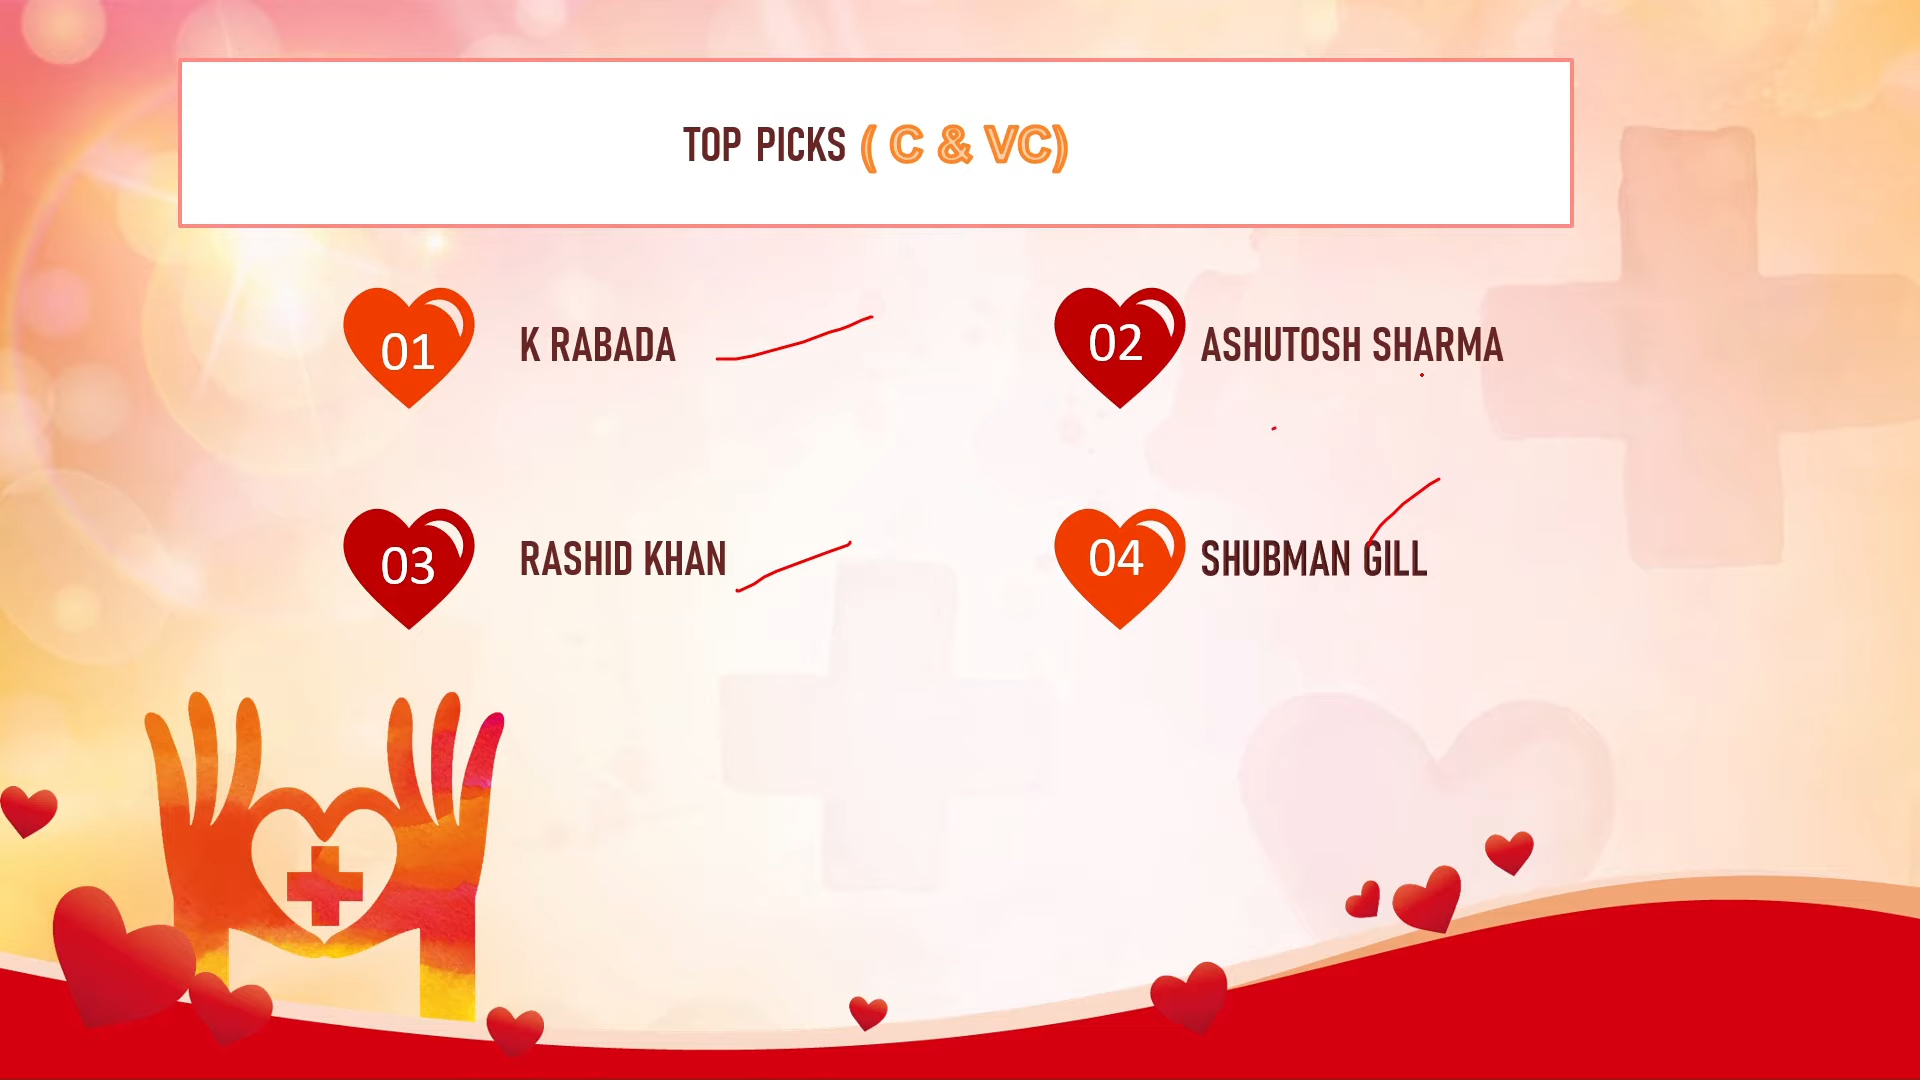 TOP PICKS ( C & VC)
01 K RABADA
02 ASHUTOSH SHARMA
03 RASHID KHAN
04 SHUBMAN GILL